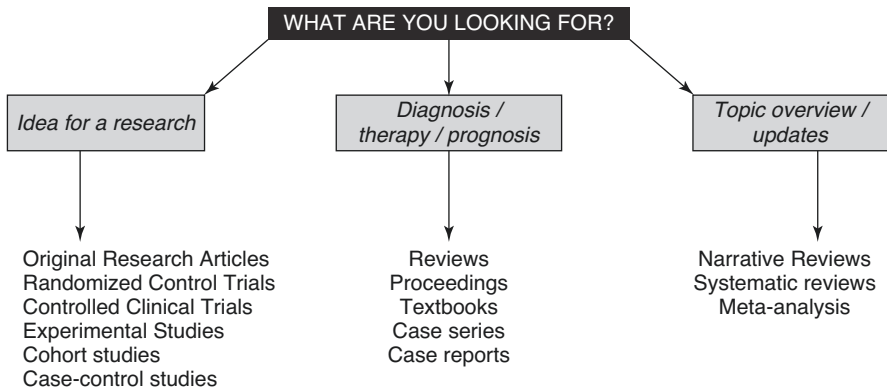 WHAT ARE YOU LOOKING FOR?
Idea for a research
Diagnosis /
therapy / prognosis
Topic overview /
updates
Original Research Articles
Randomized Control Trials
Controlled Clinical Trials
Experimental Studies
Cohort studies
Case-control studies
Reviews
Proceedings
Textbooks
Case series
Case reports
Narrative Reviews
Systematic reviews
Meta-analysis